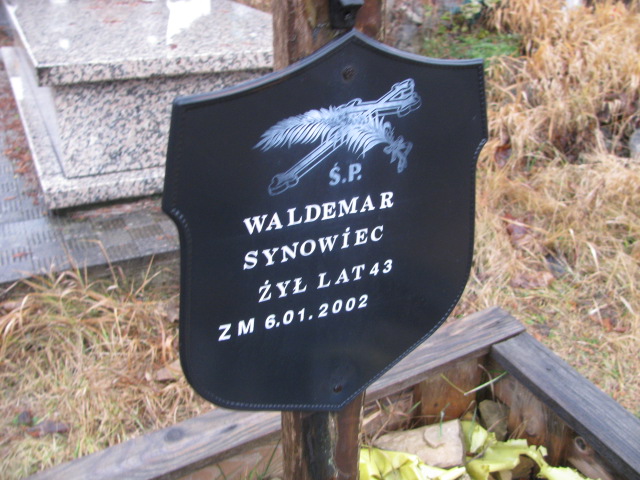 Ś.P.
WALDEMAR
SYNOWIEC
ŻYŁ LAT 43
ZM 6.01.2002